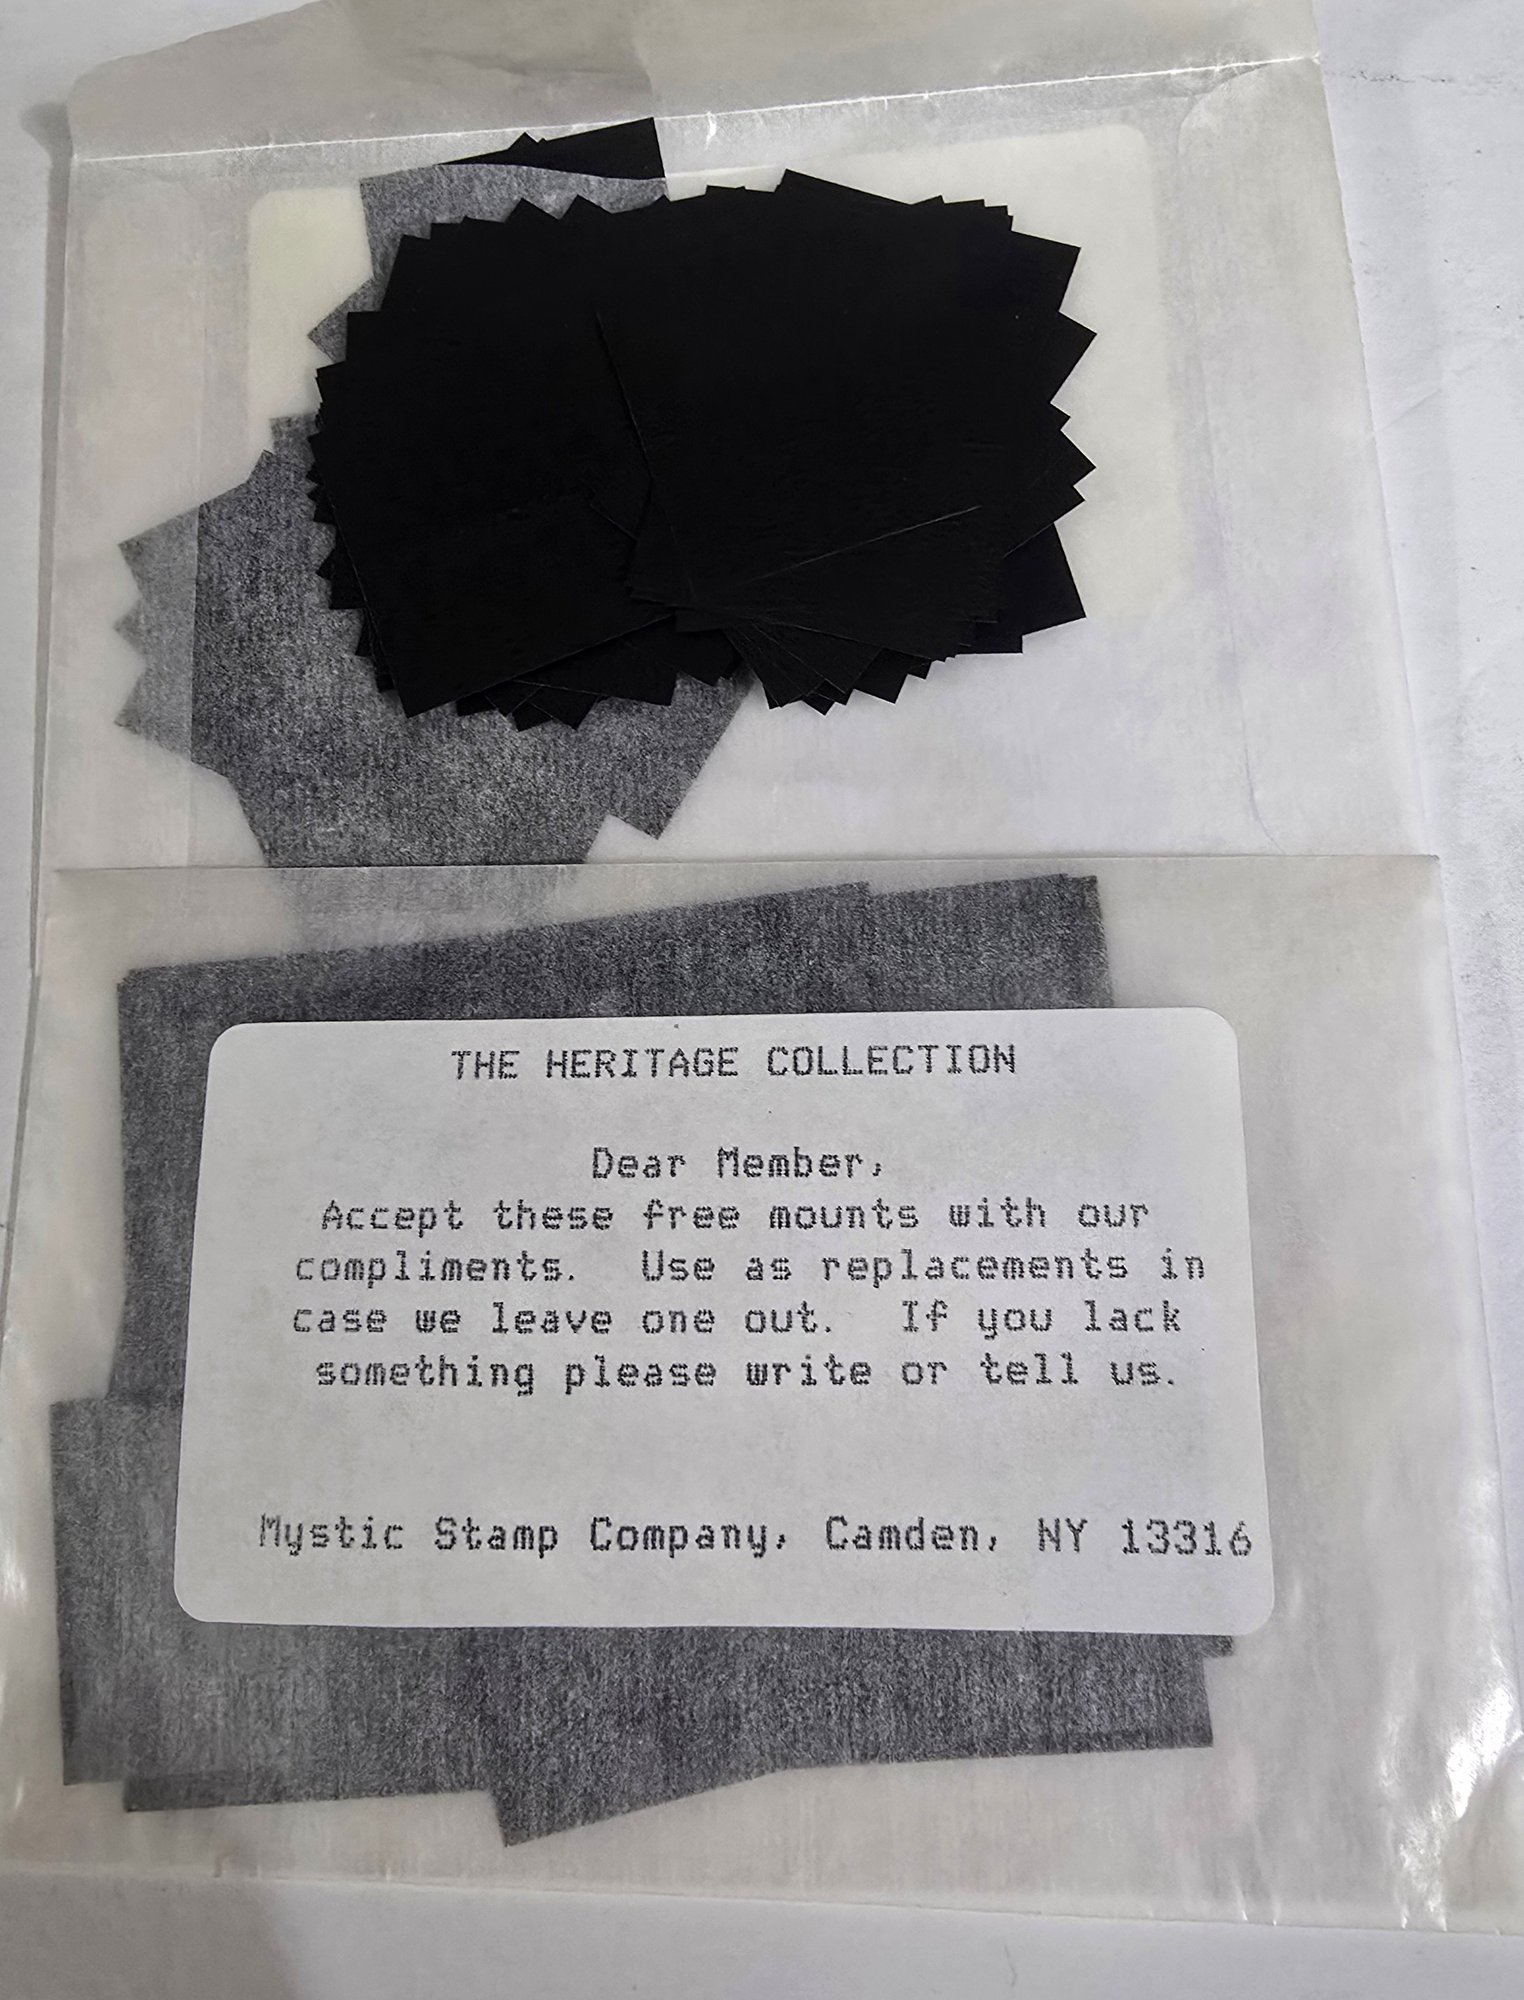 THE HERITAGE COLLECTION
Dear Member,
Accept these free mounts with our
compliments.  Use as replacements in
case we leave one out.  If you lack
something please write or tell us.
Mystic Stamp Company, Camden, NY 13316